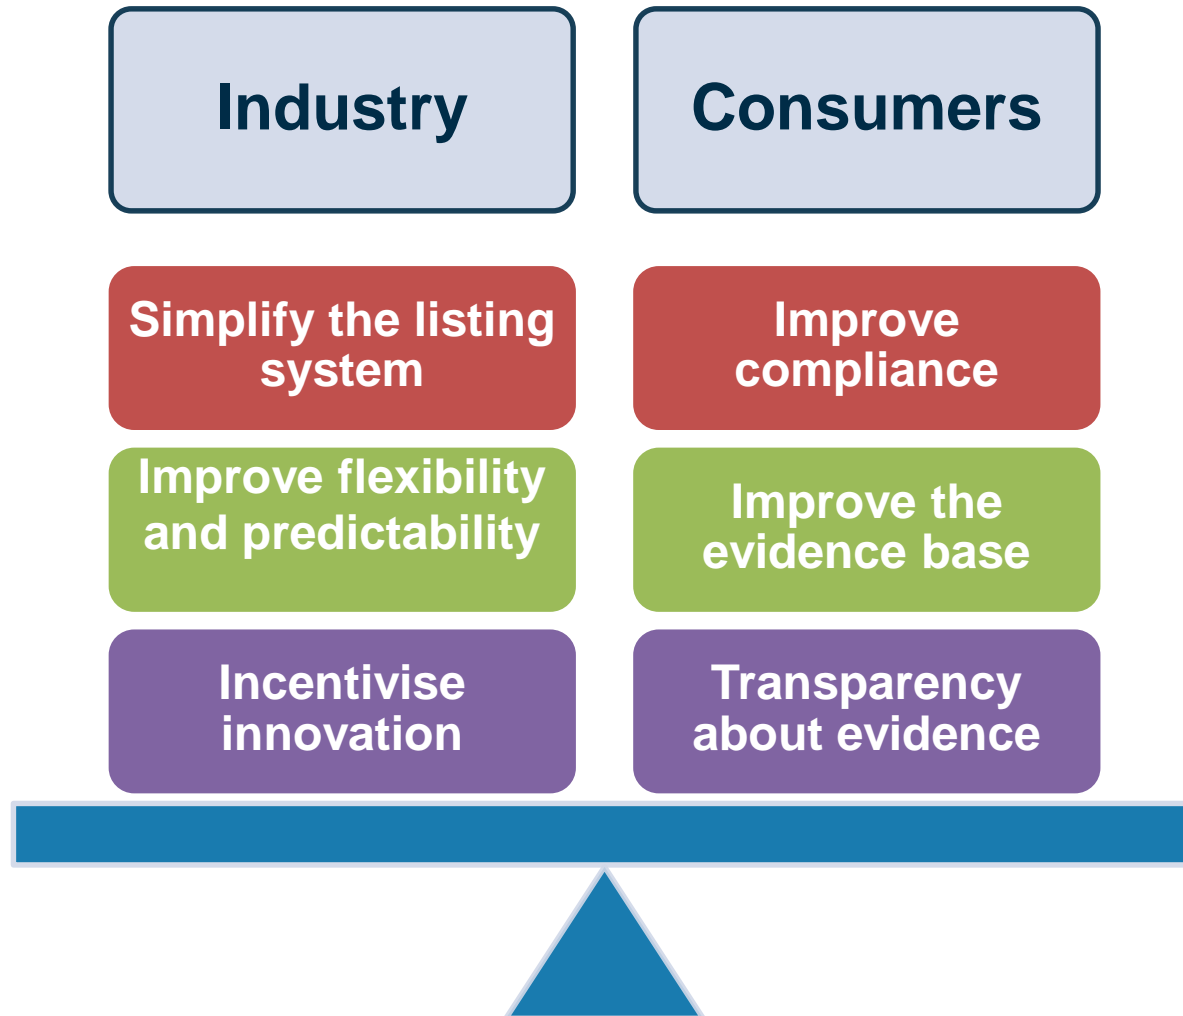 Industry
Consumers
Simplify the listing
system
Improve
compliance
Improve flexibility
and predictability
Improve the
evidence base
Incentivise
innovation
Transparency
about evidence